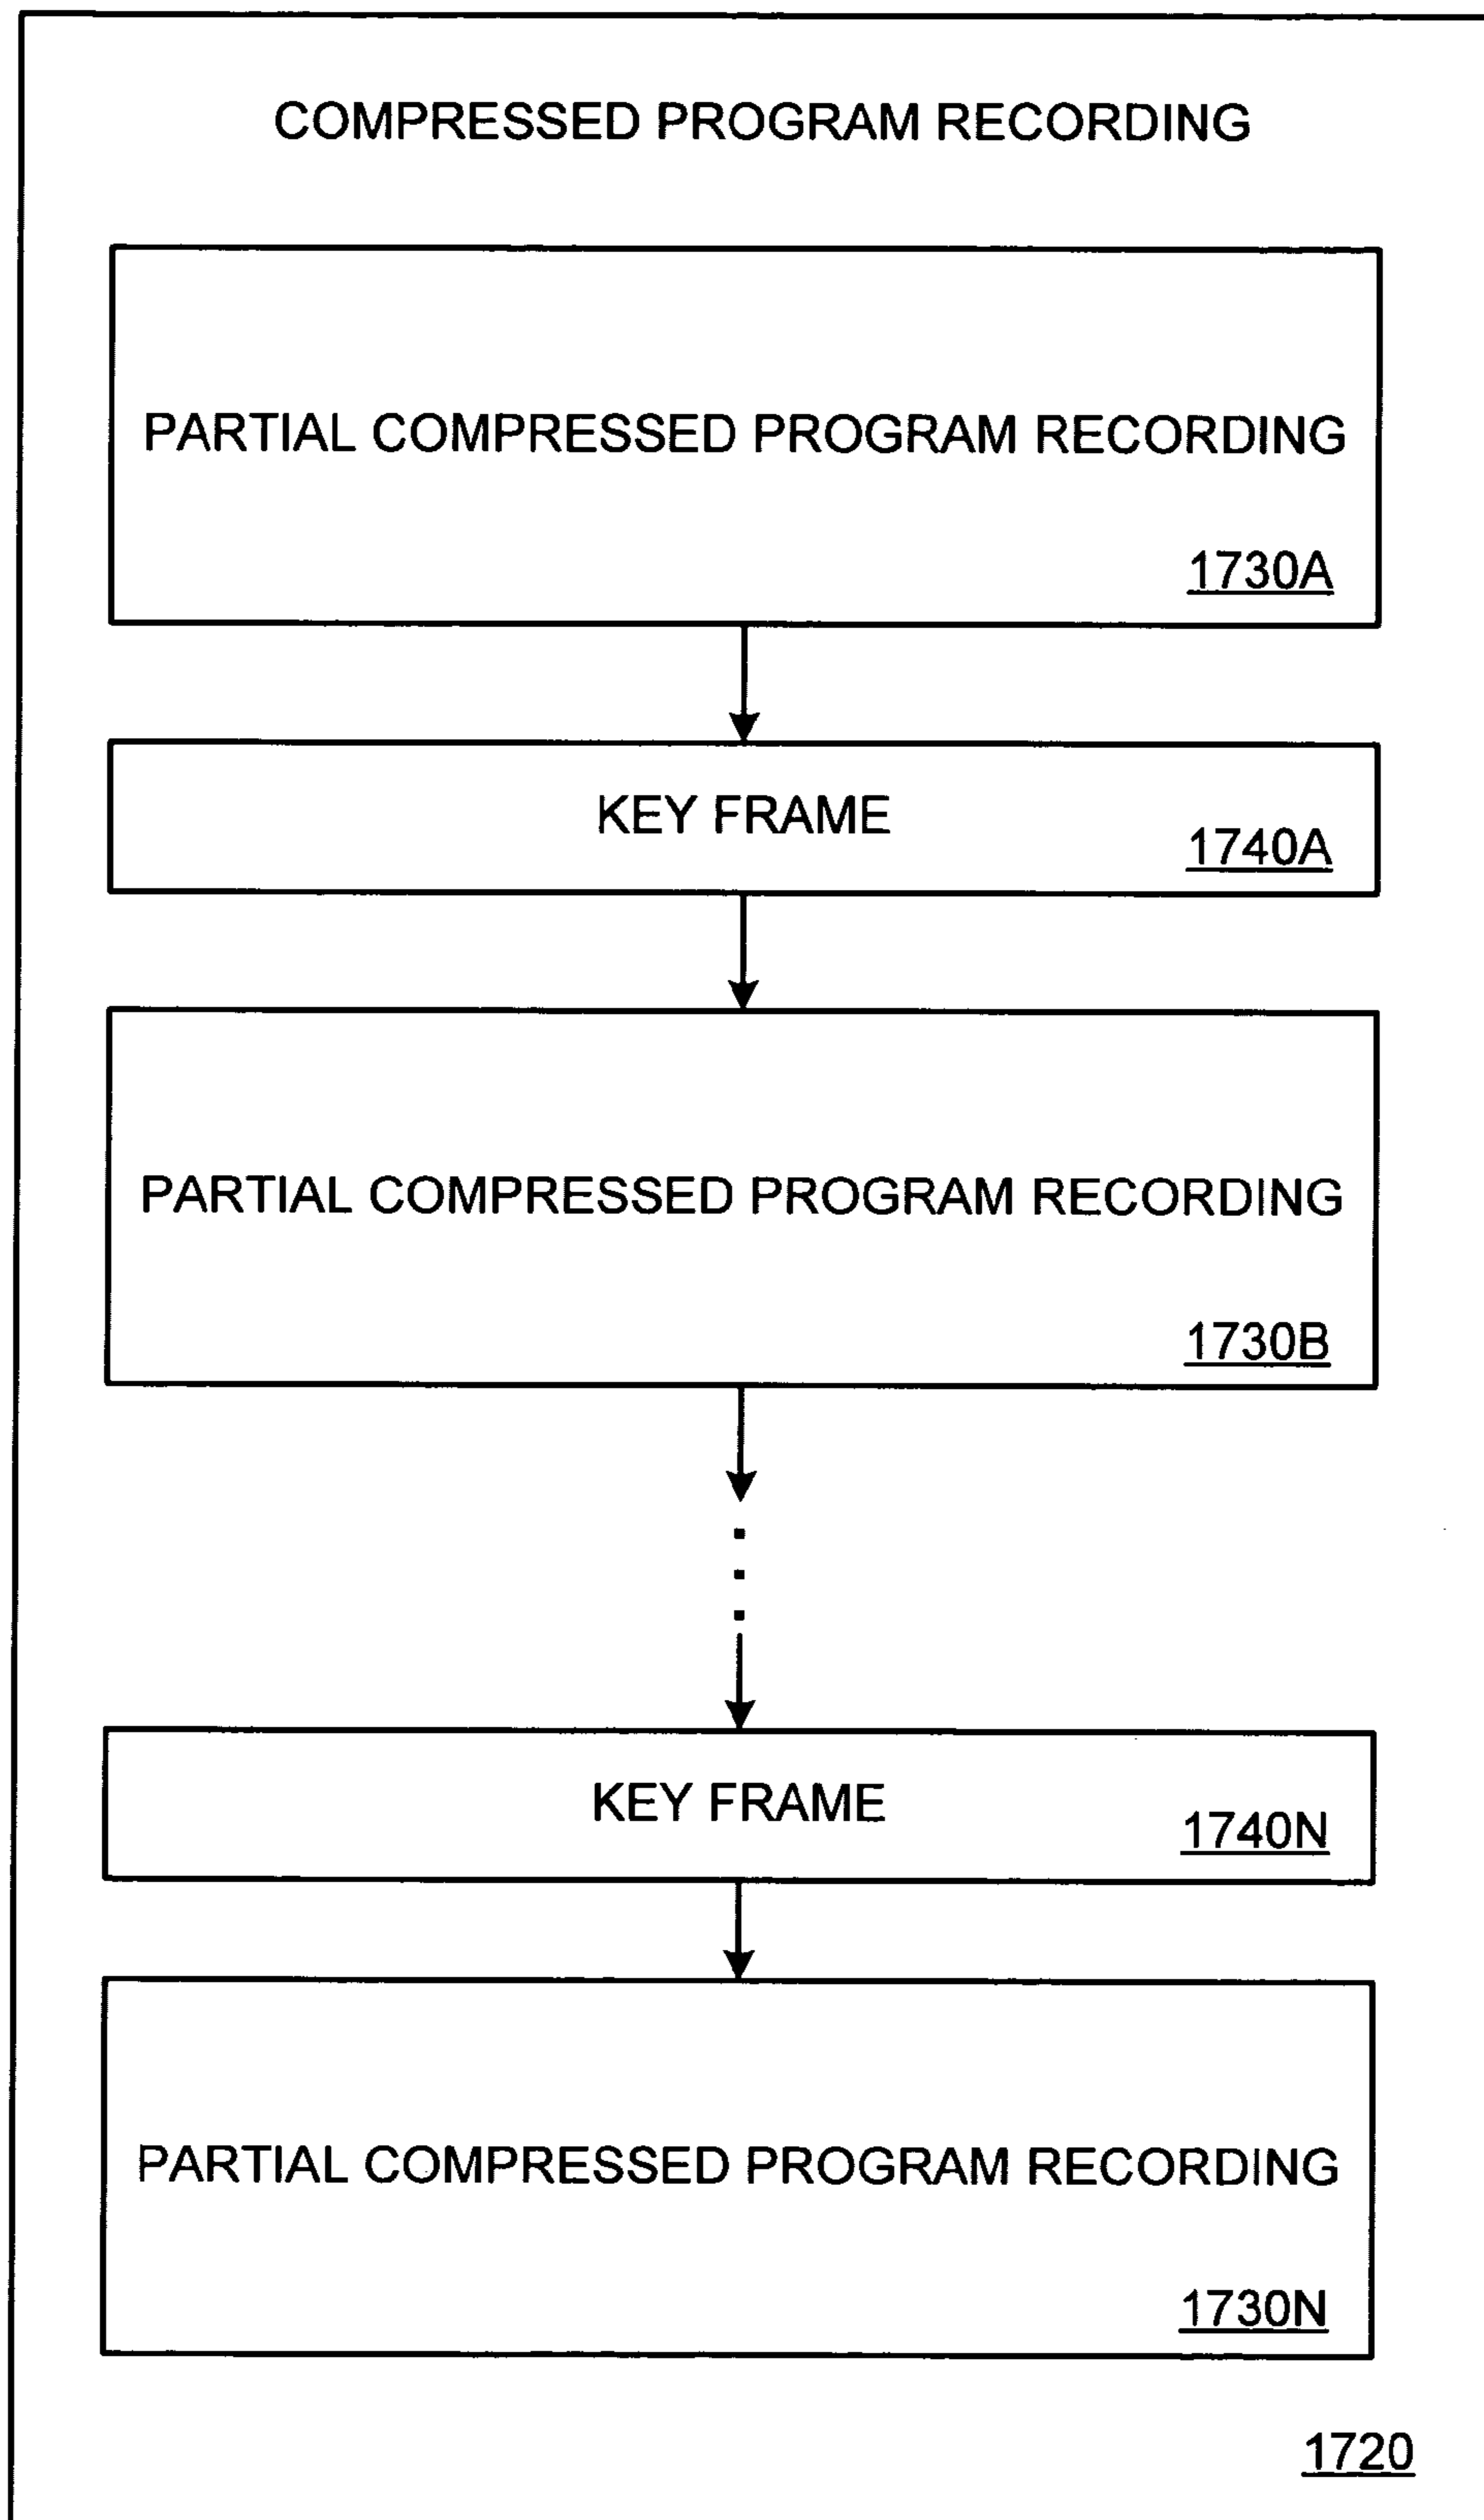 COMPRESSED PROGRAM RECORDING
PARTIAL COMPRESSED PROGRAM RECORDING
1730A
KEY FRAME
1740A
PARTIAL COMPRESSED PROGRAM RECORDING
1730B
KEY FRAME
1740N
PARTIAL COMPRESSED PROGRAM RECORDING
1730N
1720